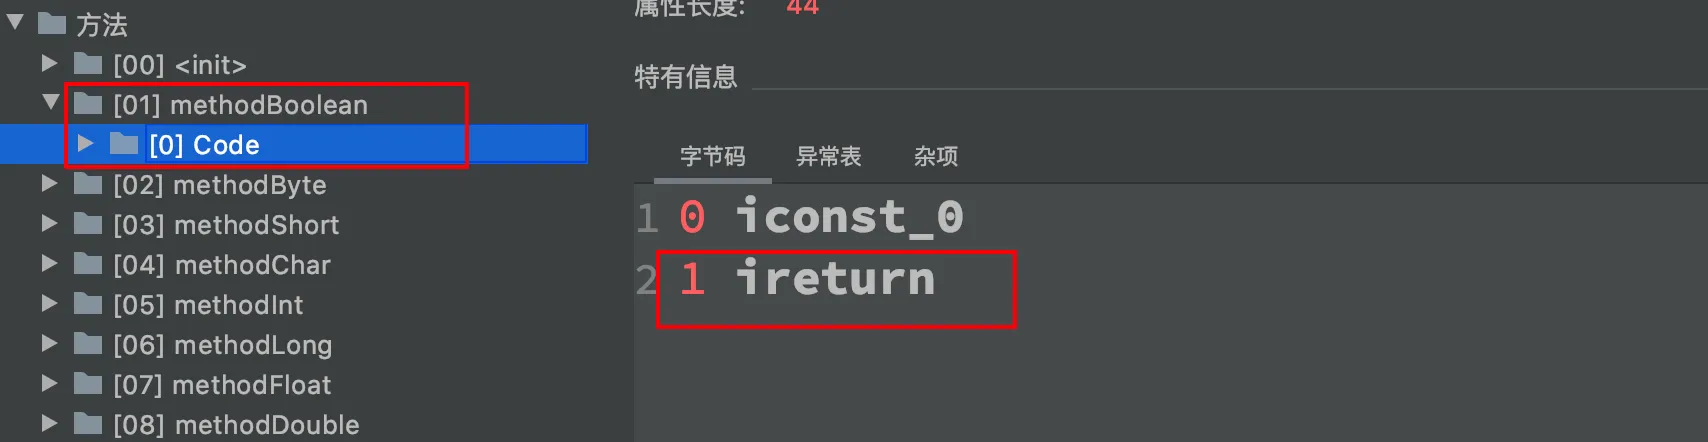 方法
[00] <init>
[01] methodBoolean
[0] Code
[02] methodByte
[03] methodShort
[04] methodChar
[05] methodInt
[06] methodLong
[07] methodFloat
[08] methodDouble
属性长度: 44
特有信息
字节码 异常表 杂项
1 0 iconst_0
2 1 ireturn